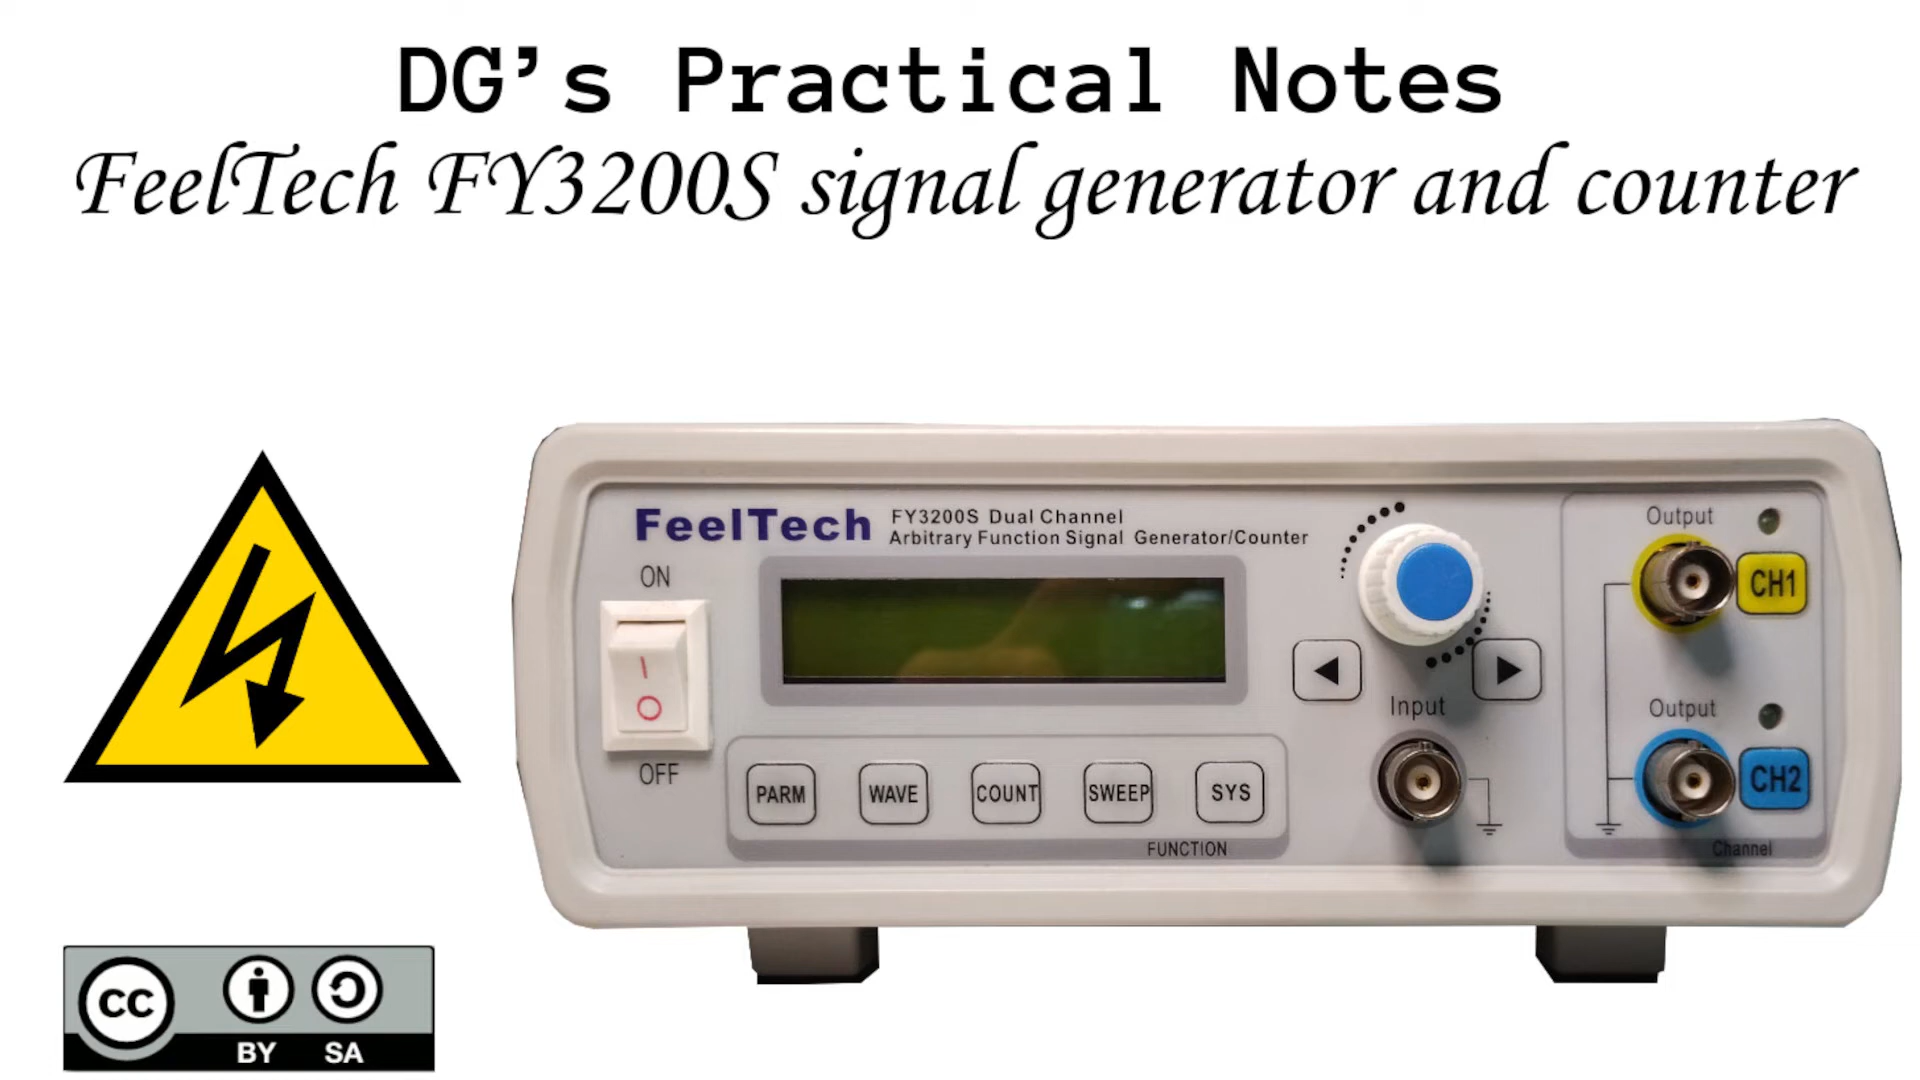 DG’s Practical Notes
FeelTech FY3200S signal generator and counter
FeelTech
FY3200S Dual Channel
Arbitrary Function Signal Generator/Counter
ON
I
O
OFF
PARM
WAVE
COUNT
SWEEP
SYS
FUNCTION
Input
Output
CH1
Output
CH2
Channel
CC
BY
SA